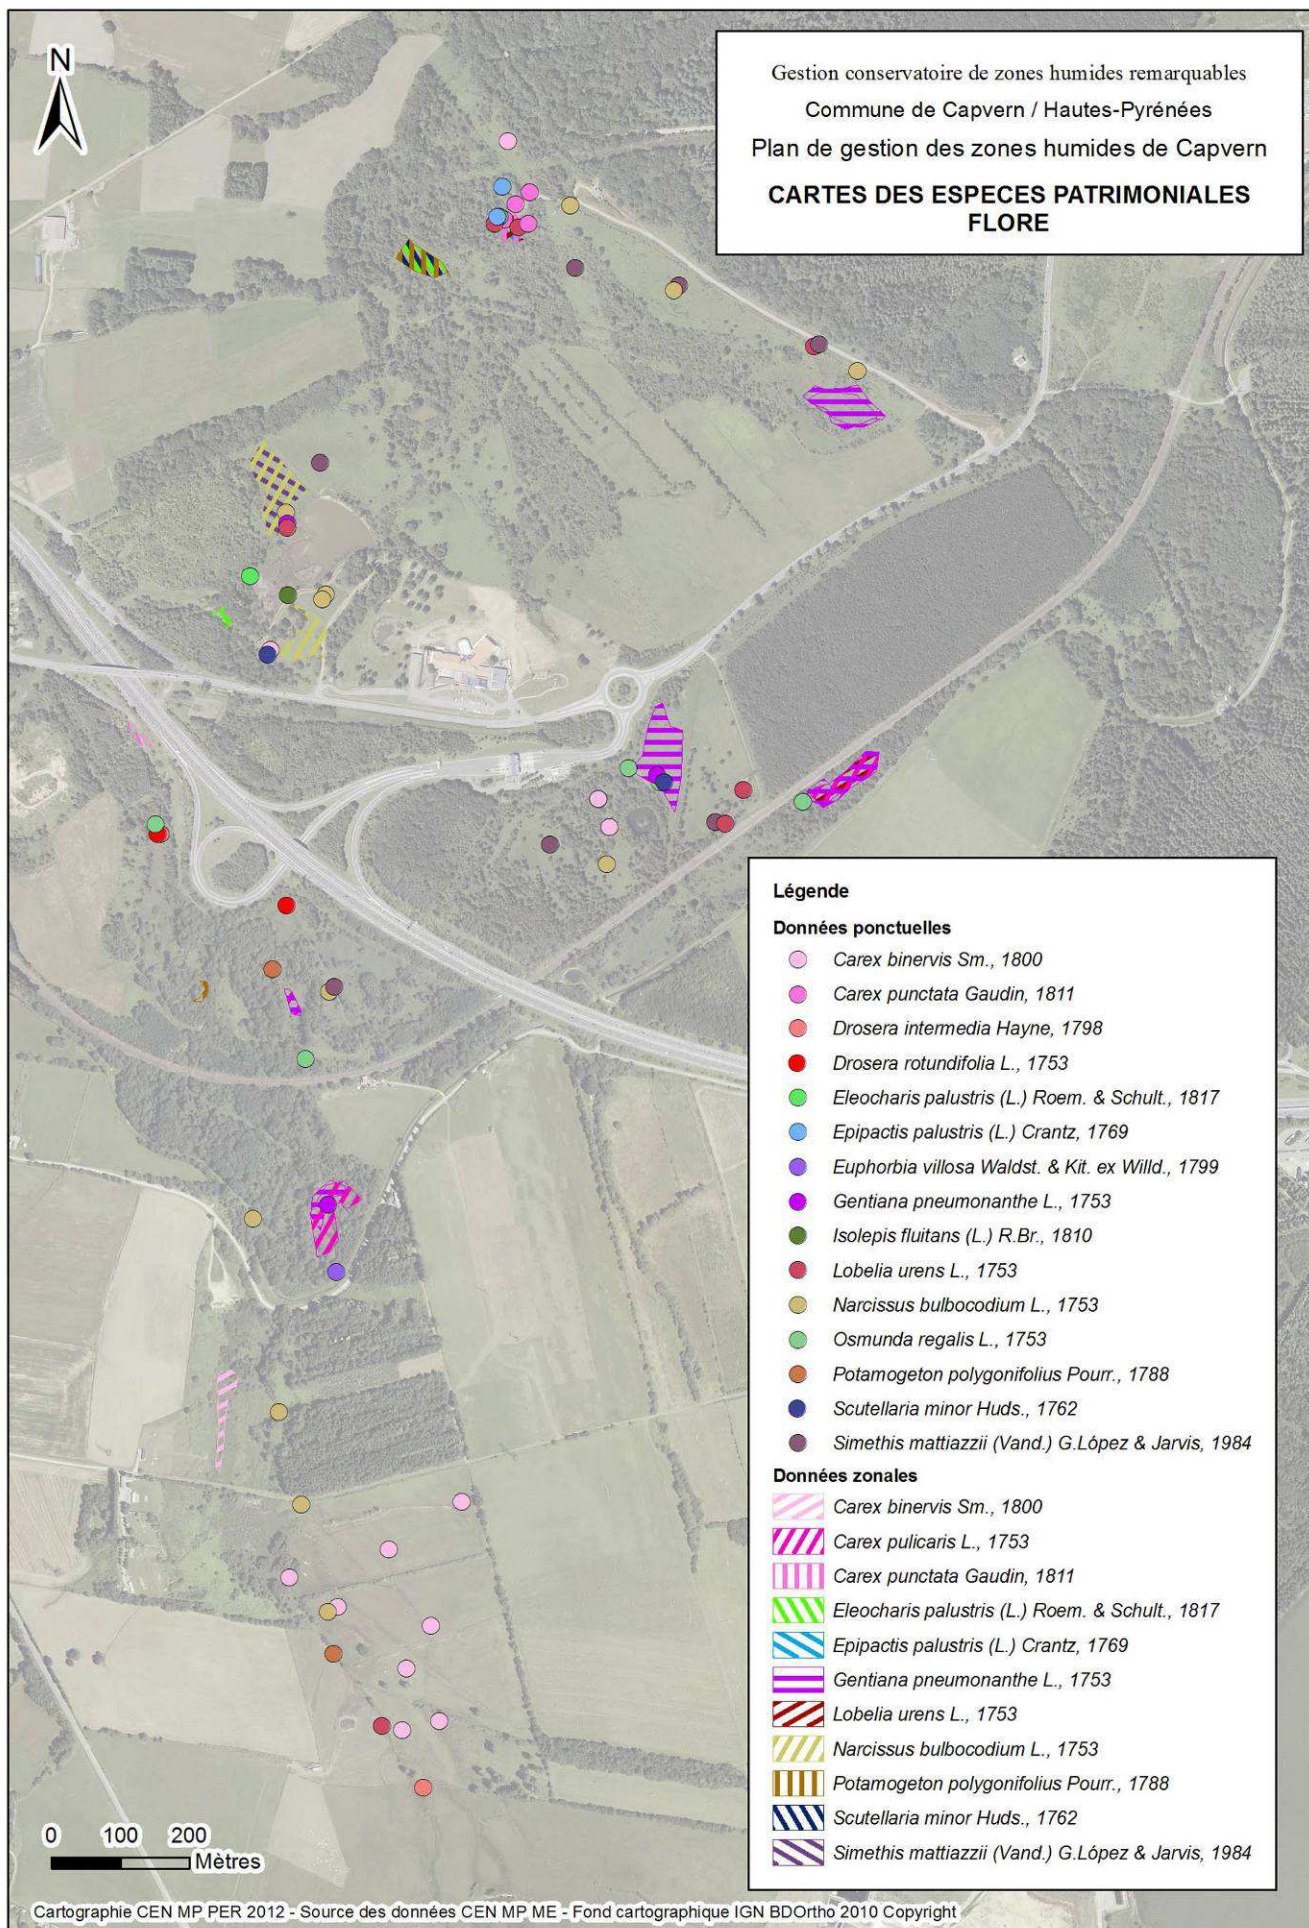 N
Gestion conservatoire de zones humides remarquables
Commune de Capvern / Hautes-Pyrénées
Plan de gestion des zones humides de Capvern
CARTES DES ESPECES PATRIMONIALES
FLORE
Légende
Données ponctuelles
Carex binervis Sm., 1800
Carex punctata Gaudin, 1811
Drosera intermedia Hayne, 1798
Drosera rotundifolia L., 1753
Eleocharis palustris (L.) Roem. & Schult., 1817
Epipactis palustris (L.) Crantz, 1769
Euphorbia villosa Waldst. & Kit. ex Willd., 1799
Gentiana pneumonanthe L., 1753
Isolepis fluitans (L.) R.Br., 1810
Lobelia urens L., 1753
Narcissus bulbocodium L., 1753
Osmunda regalis L., 1753
Potamogeton polygonifolius Pourr., 1788
Scutellaria minor Huds., 1762
Simethis mattiazzii (Vand.) G.López & Jarvis, 1984
Données zonales
Carex binervis Sm., 1800
Carex pulicaris L., 1753
Carex punctata Gaudin, 1811
Eleocharis palustris (L.) Roem. & Schult., 1817
Epipactis palustris (L.) Crantz, 1769
Gentiana pneumonanthe L., 1753
Lobelia urens L., 1753
Narcissus bulbocodium L., 1753
Potamogeton polygonifolius Pourr., 1788
Scutellaria minor Huds., 1762
Simethis mattiazzii (Vand.) G.López & Jarvis, 1984
0 100 200
Mètres
Cartographie CEN MP PER 2012 - Source des données CEN MP ME - Fond cartographique IGN BDOrtho 2010 Copyright